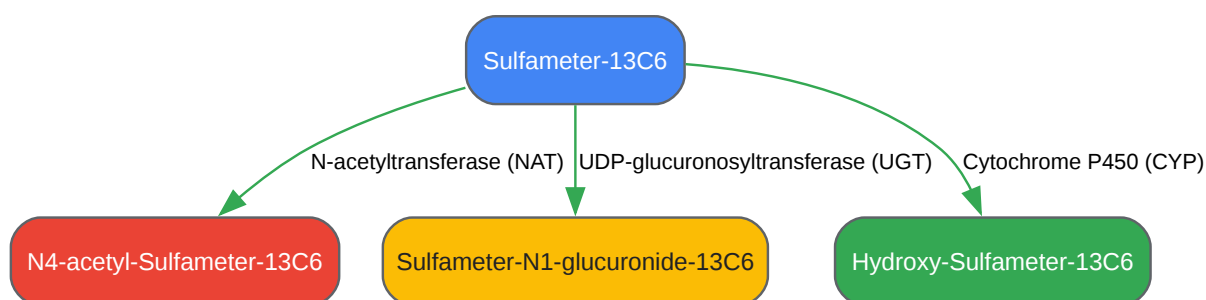 Sulfameter-13C6
N-acetyltransferase (NAT)
UDP-glucuronosyltransferase (UGT)
Cytochrome P450 (CYP)
N4-acetyl-Sulfameter-13C6
Sulfameter-N1-glucuronide-13C6
Hydroxy-Sulfameter-13C6